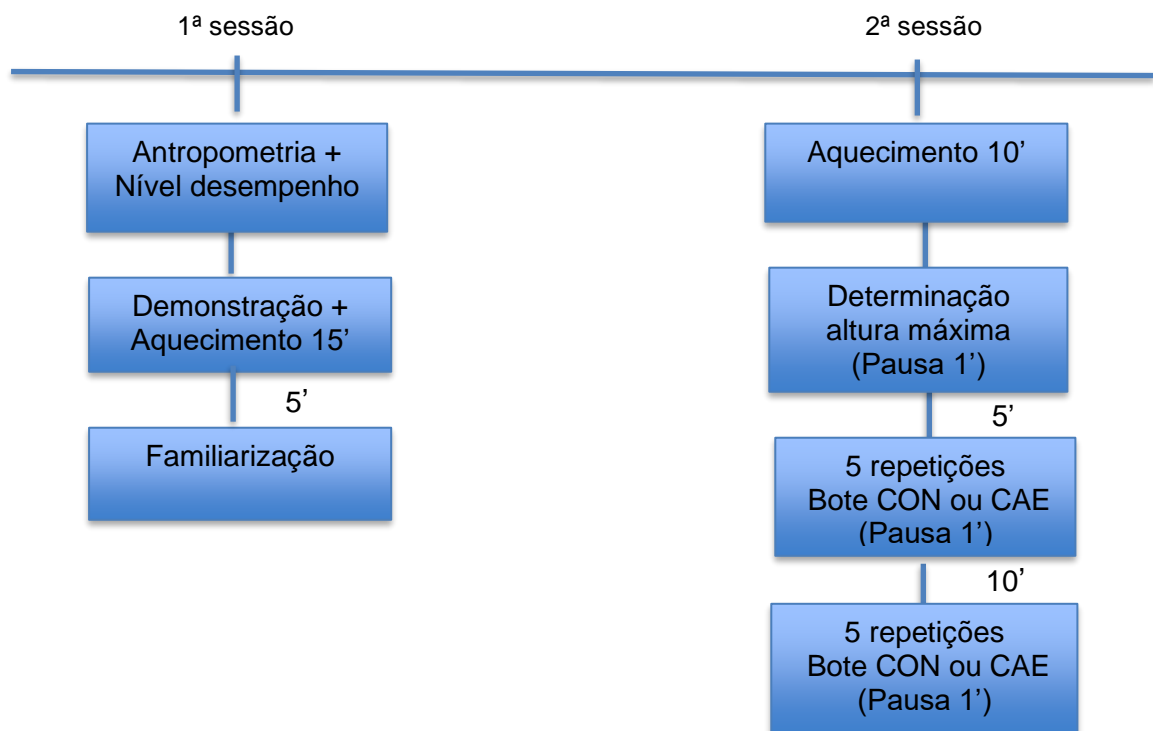 1ª sessão
2ª sessão
Antropometria +
Nível desempenho
Demonstração +
Aquecimento 15’
5’
Familiarização
Aquecimento 10’
Determinação
altura máxima
(Pausa 1’)
5’
5 repetições
Bote CON ou CAE
(Pausa 1’)
10’
5 repetições
Bote CON ou CAE
(Pausa 1’)